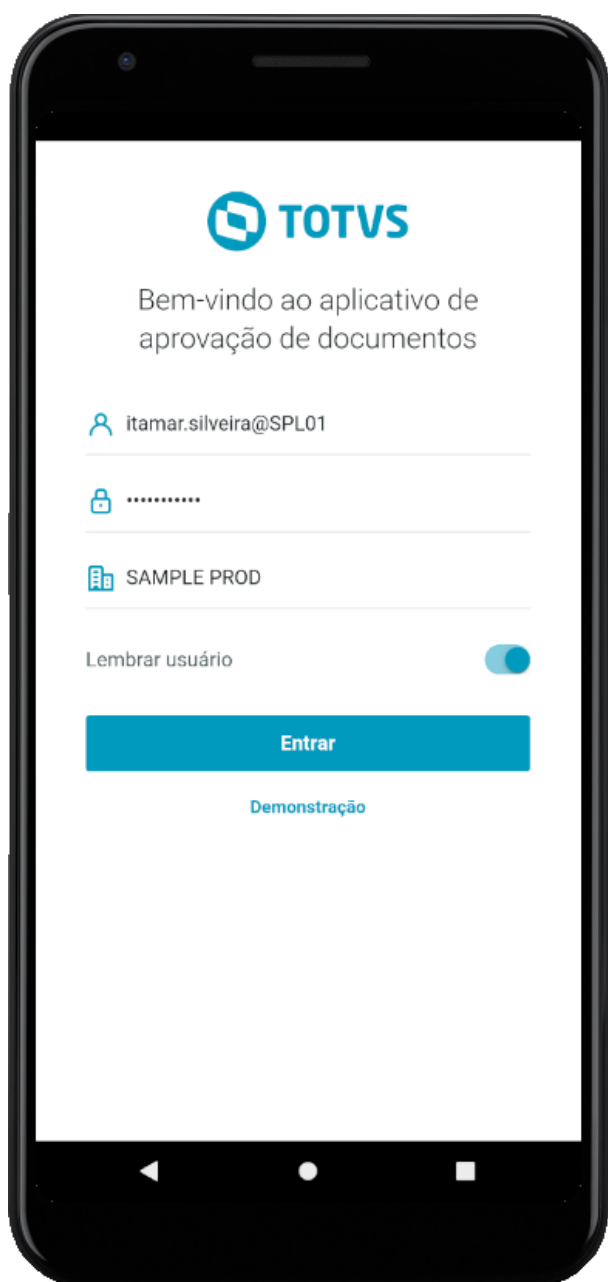 TOTVS
Bem-vindo ao aplicativo de
aprovação de documentos
itamar.silveira@SPL01
•••••••••••
SAMPLE PROD
Lembrar usuário
Entrar
Demonstração